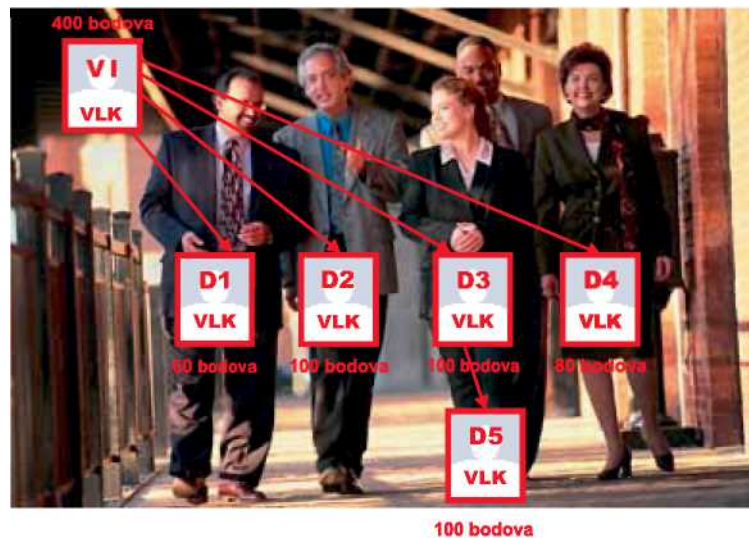 400 bodova
V I
VLK
D1
VLK
60 bodova
D2
VLK
100 bodova
D3
VLK
100 bodova
D4
VLK
80 bodova
D5
VLK
100 bodova